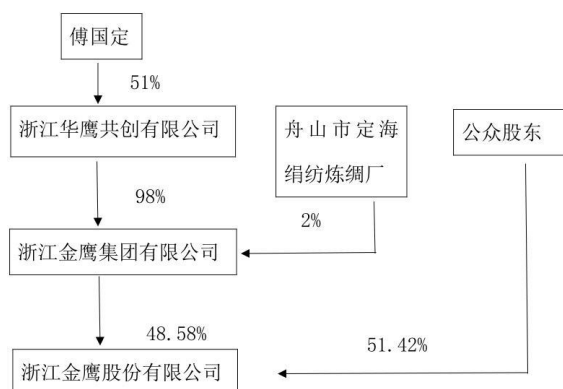 傅国定
51%
浙江华鹰共创有限公司
舟山市定海
绢纺炼绸厂
公众股东
98%
2%
浙江金鹰集团有限公司
48.58%
51.42%
浙江金鹰股份有限公司